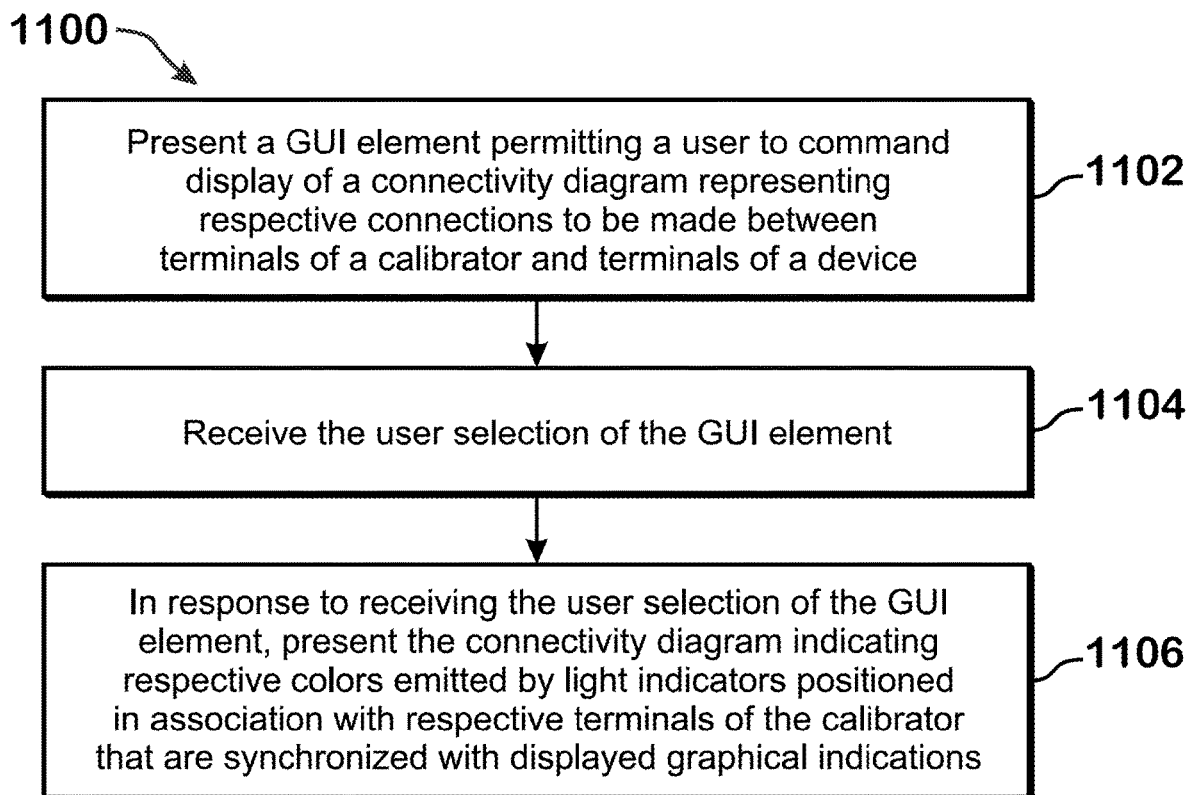 1100
Present a GUI element permitting a user to command
display of a connectivity diagram representing
respective connections to be made between
terminals of a calibrator and terminals of a device
1102
Receive the user selection of the GUI element
1104
In response to receiving the user selection of the GUI
element, present the connectivity diagram indicating
respective colors emitted by light indicators positioned
in association with respective terminals of the calibrator
that are synchronized with displayed graphical indications
1106